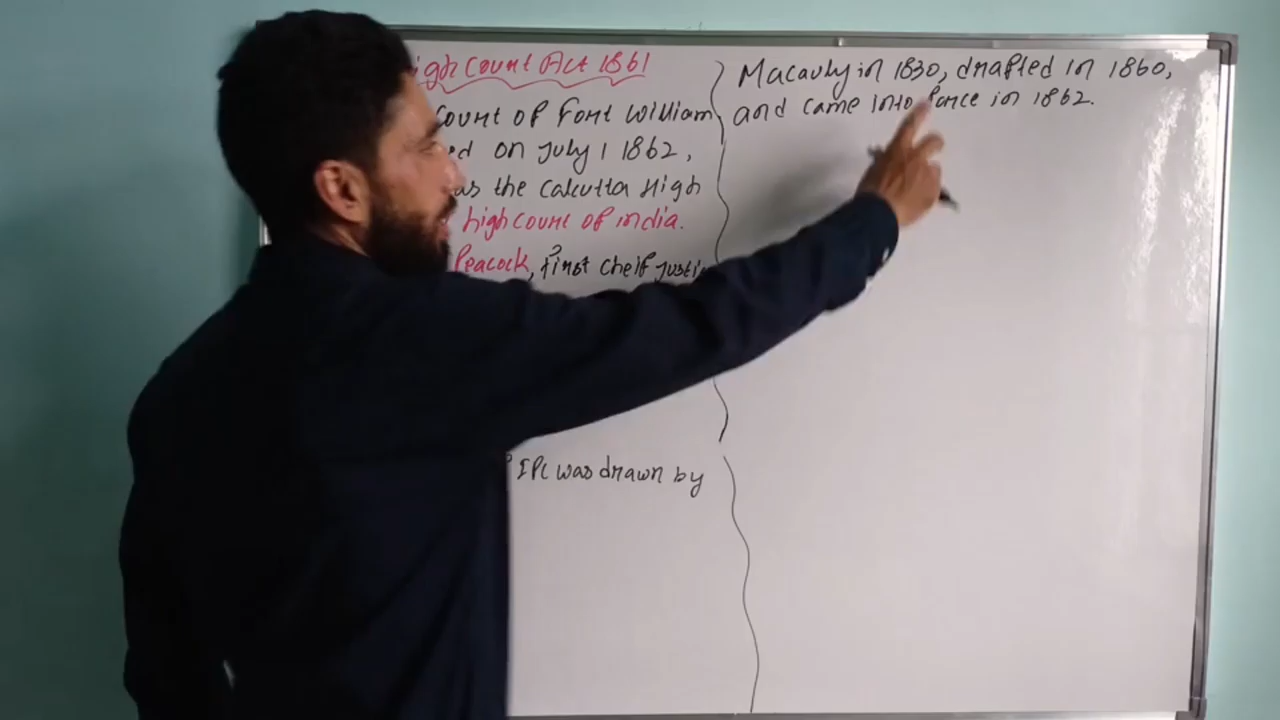 igh Court Act 1861
Court of Fort William
ed on July 1 1862,
as the Calcutta High
high court of india.
Peacock, first cheif Justi
IPC was drawn by
Macauly in 1830, drafted in 1860,
and came into force in 1862.